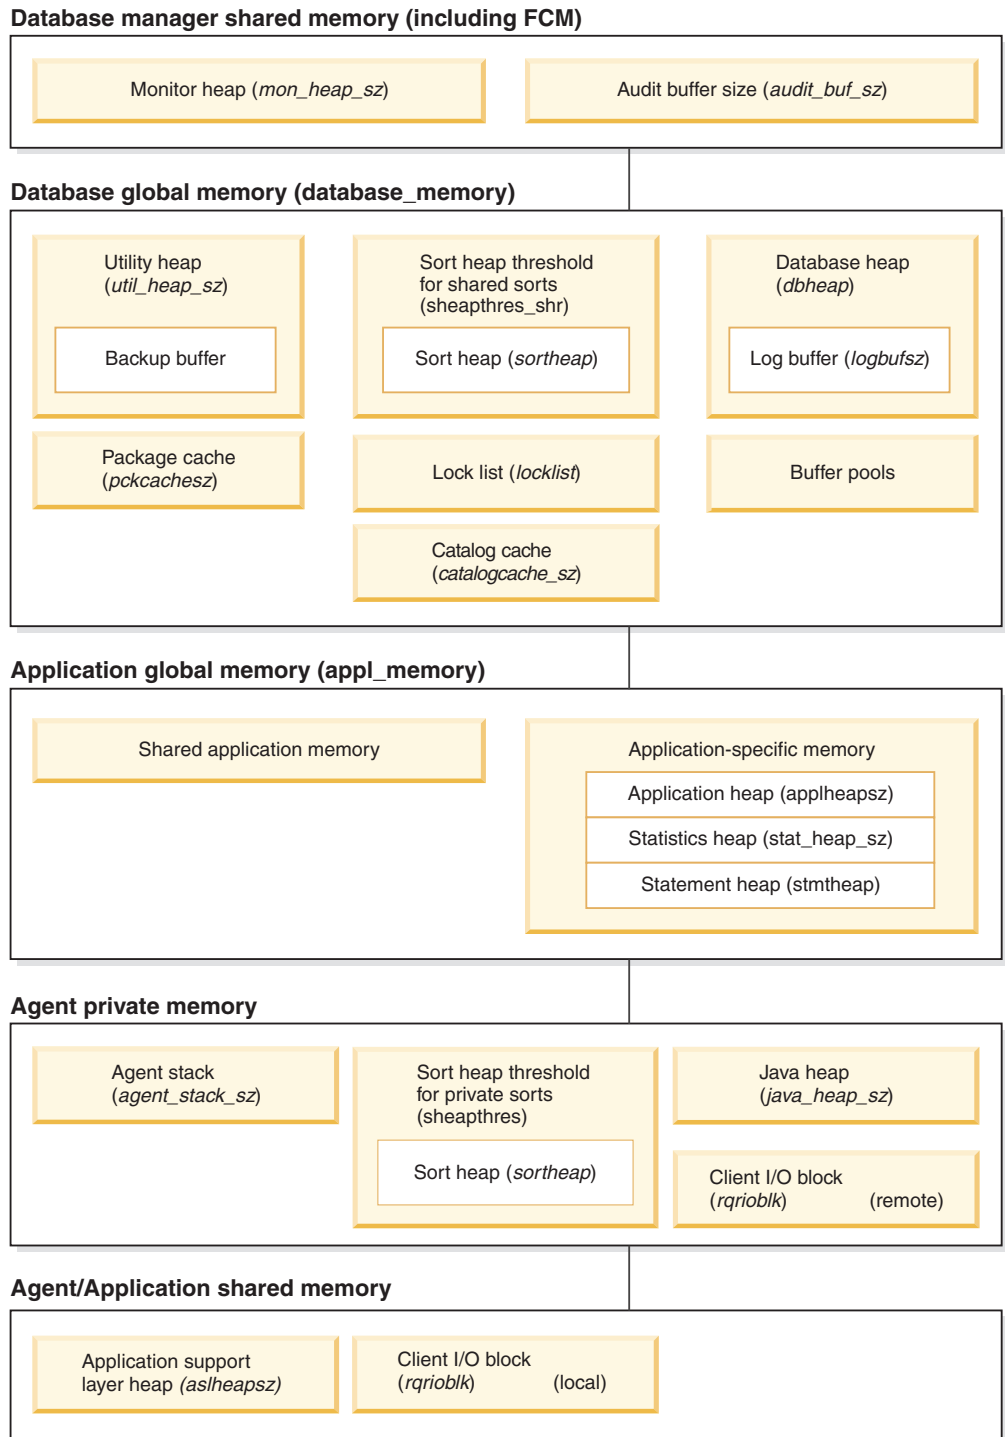 Database manager shared memory (including FCM)
Monitor heap (mon_heap_sz)
Audit buffer size (audit_buf_sz)
Database global memory (database_memory)
Utility heap
(util_heap_sz)
Backup buffer
Sort heap threshold
for shared sorts
(sheapthres_shr)
Sort heap (sortheap)
Database heap
(dbheap)
Log buffer (logbufsz)
Package cache
(pckcachesz)
Lock list (locklist)
Buffer pools
Catalog cache
(catalogcache_sz)
Application global memory (appl_memory)
Shared application memory
Application-specific memory
Application heap (applheapsz)
Statistics heap (stat_heap_sz)
Statement heap (stmtheap)
Agent private memory
Agent stack
(agent_stack_sz)
Sort heap threshold
for private sorts
(sheapthres)
Sort heap (sortheap)
Java heap
(java_heap_sz)
Client I/O block
(rqrioblk) (remote)
Agent/Application shared memory
Application support
layer heap (aslheapsz)
Client I/O block
(rqrioblk) (local)